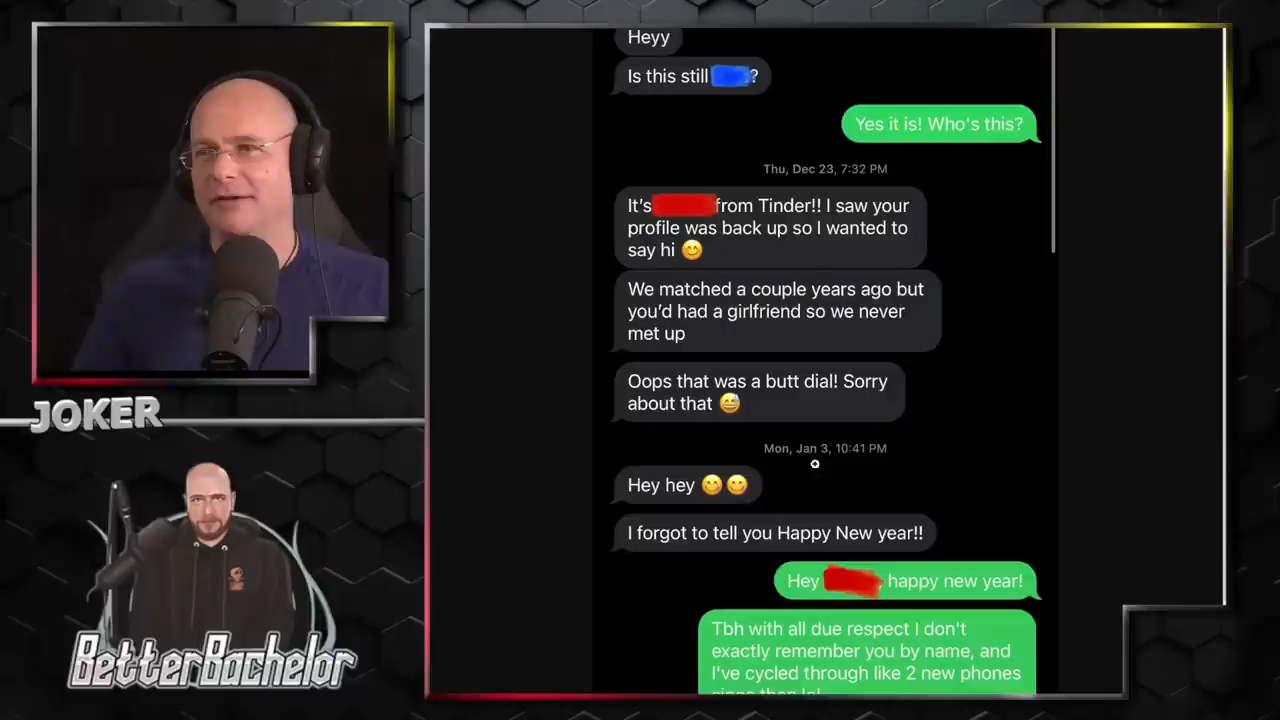 Heyy
Is this still ?
Yes it is! Who's this?
Thu, Dec 23, 7:32 PM
It's from Tinder!! I saw your
profile was back up so I wanted to
say hi 😊
We matched a couple years ago but
you'd had a girlfriend so we never
met up
Oops that was a butt dial! Sorry
about that 😅
Mon, Jan 3, 10:41 PM
Hey hey 😋😋
I forgot to tell you Happy New year!!
Hey happy new year!
Tbh with all due respect I don't
exactly remember you by name, and
I've cycled through like 2 new phones
since then lol
JOKER
BetterBachelor